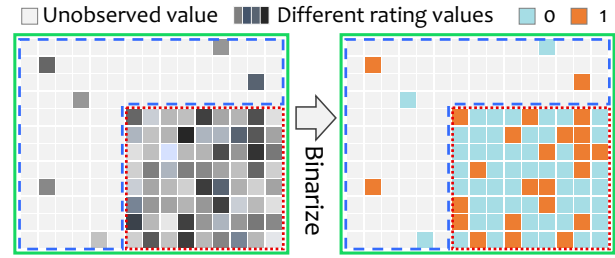 Unobserved value Different rating values 0 1
Binarize